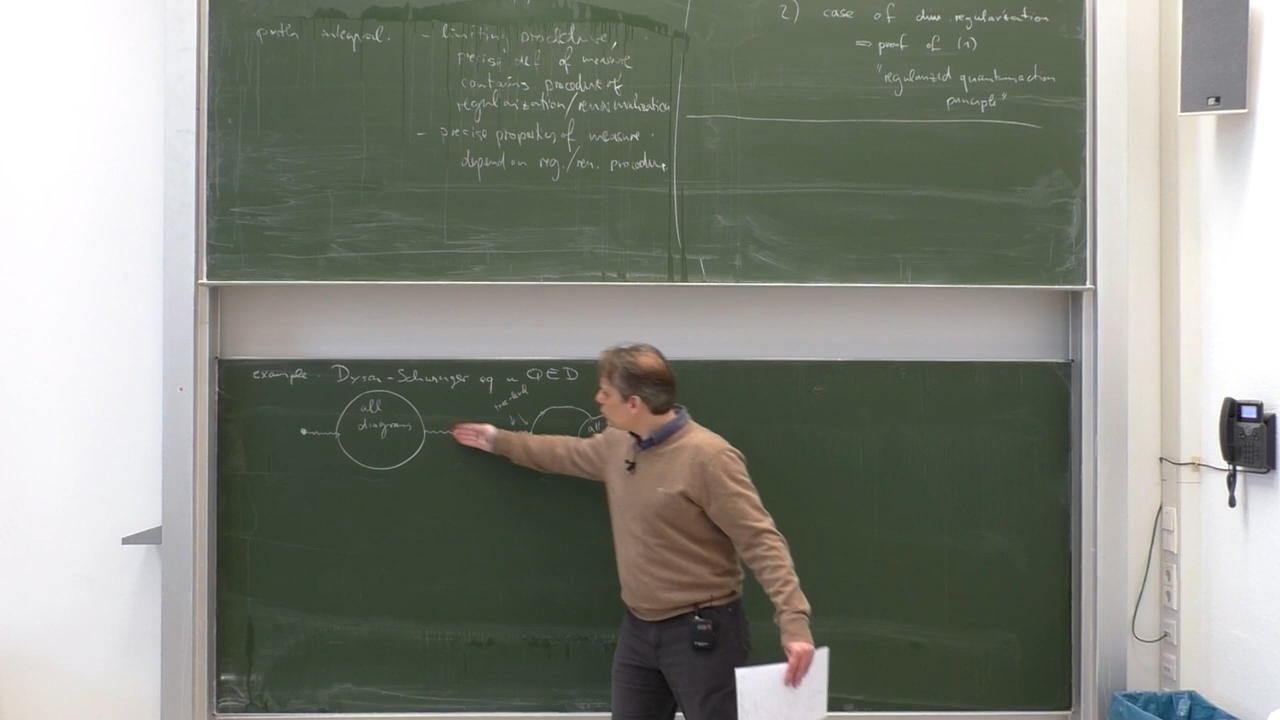 path integral. - limiting procedure,
precise def of measure
contains procedure of
regularization/renormalization
- precise properties of measure
depend on reg./ren. procedure
2) case of dim. regularization
⇒ proof of (1)
"regularized quantum action
principle"
example: Dyson-Schwinger eq in QED
all
diagrams
tree-level
all